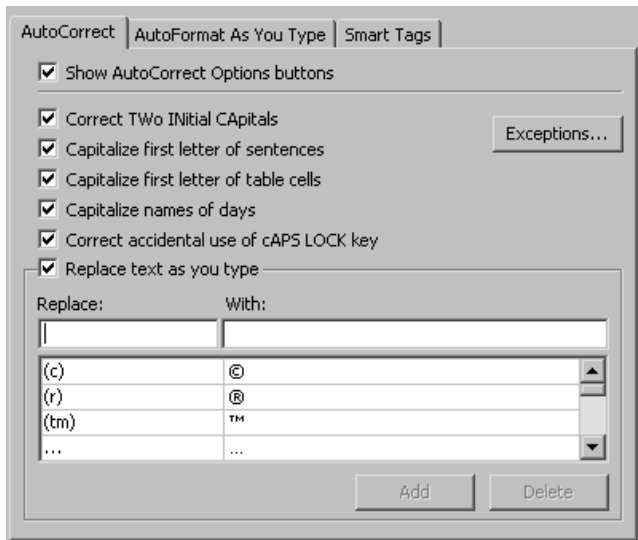 AutoCorrect AutoFormat As You Type Smart Tags
Show AutoCorrect Options buttons
Correct TWo INitial CApitals
Exceptions...
Capitalize first letter of sentences
Capitalize first letter of table cells
Capitalize names of days
Correct accidental use of cAPS LOCK key
Replace text as you type
Replace: With:
(c) ©
(r) ®
(tm) ™
... ...
Add Delete